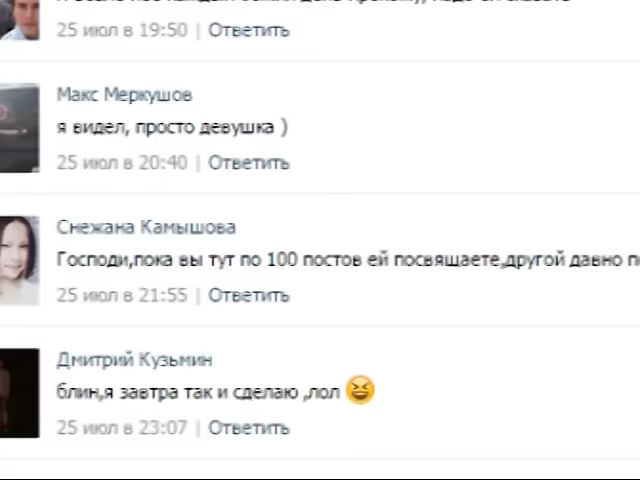 25 июл в 19:50 | Ответить
Макс Меркушов
я видел, просто девушка )
25 июл в 20:40 | Ответить
Снежана Камышова
Господи,пока вы тут по 100 постов ей посвящаете,другой давно
25 июл в 21:55 | Ответить
Дмитрий Кузьмин
блин,я завтра так и сделаю ,лол 😆
25 июл в 23:07 | Ответить